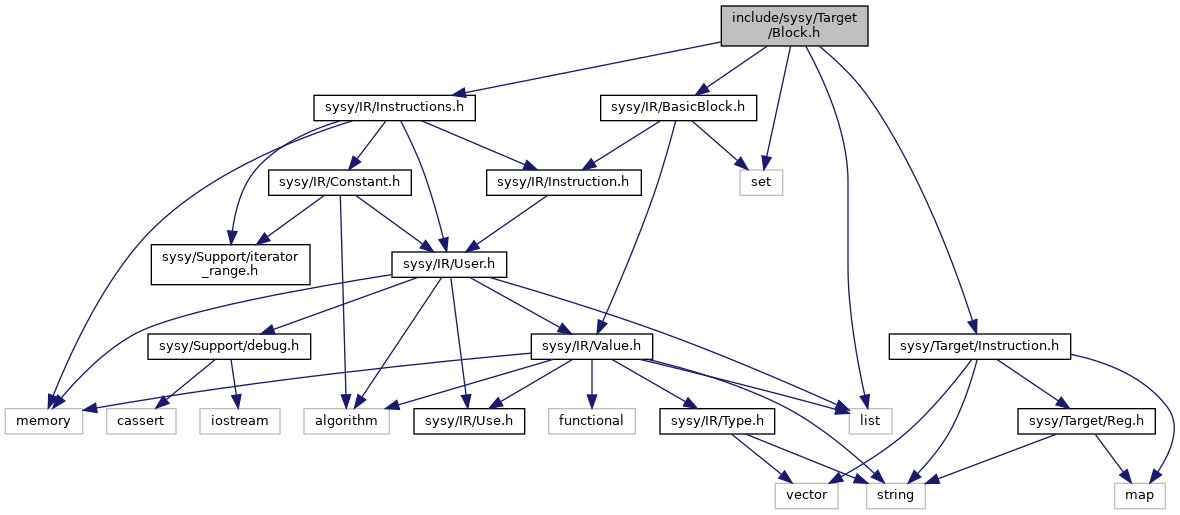 include/sysy/Target
/Block.h
sysy/IR/Instructions.h
sysy/IR/BasicBlock.h
sysy/IR/Constant.h
sysy/IR/Instruction.h
set
sysy/Support/iterator
_range.h
sysy/IR/User.h
sysy/Support/debug.h
sysy/IR/Value.h
sysy/Target/Instruction.h
memory
cassert
iostream
algorithm
sysy/IR/Use.h
functional
sysy/IR/Type.h
list
sysy/Target/Reg.h
vector
string
map